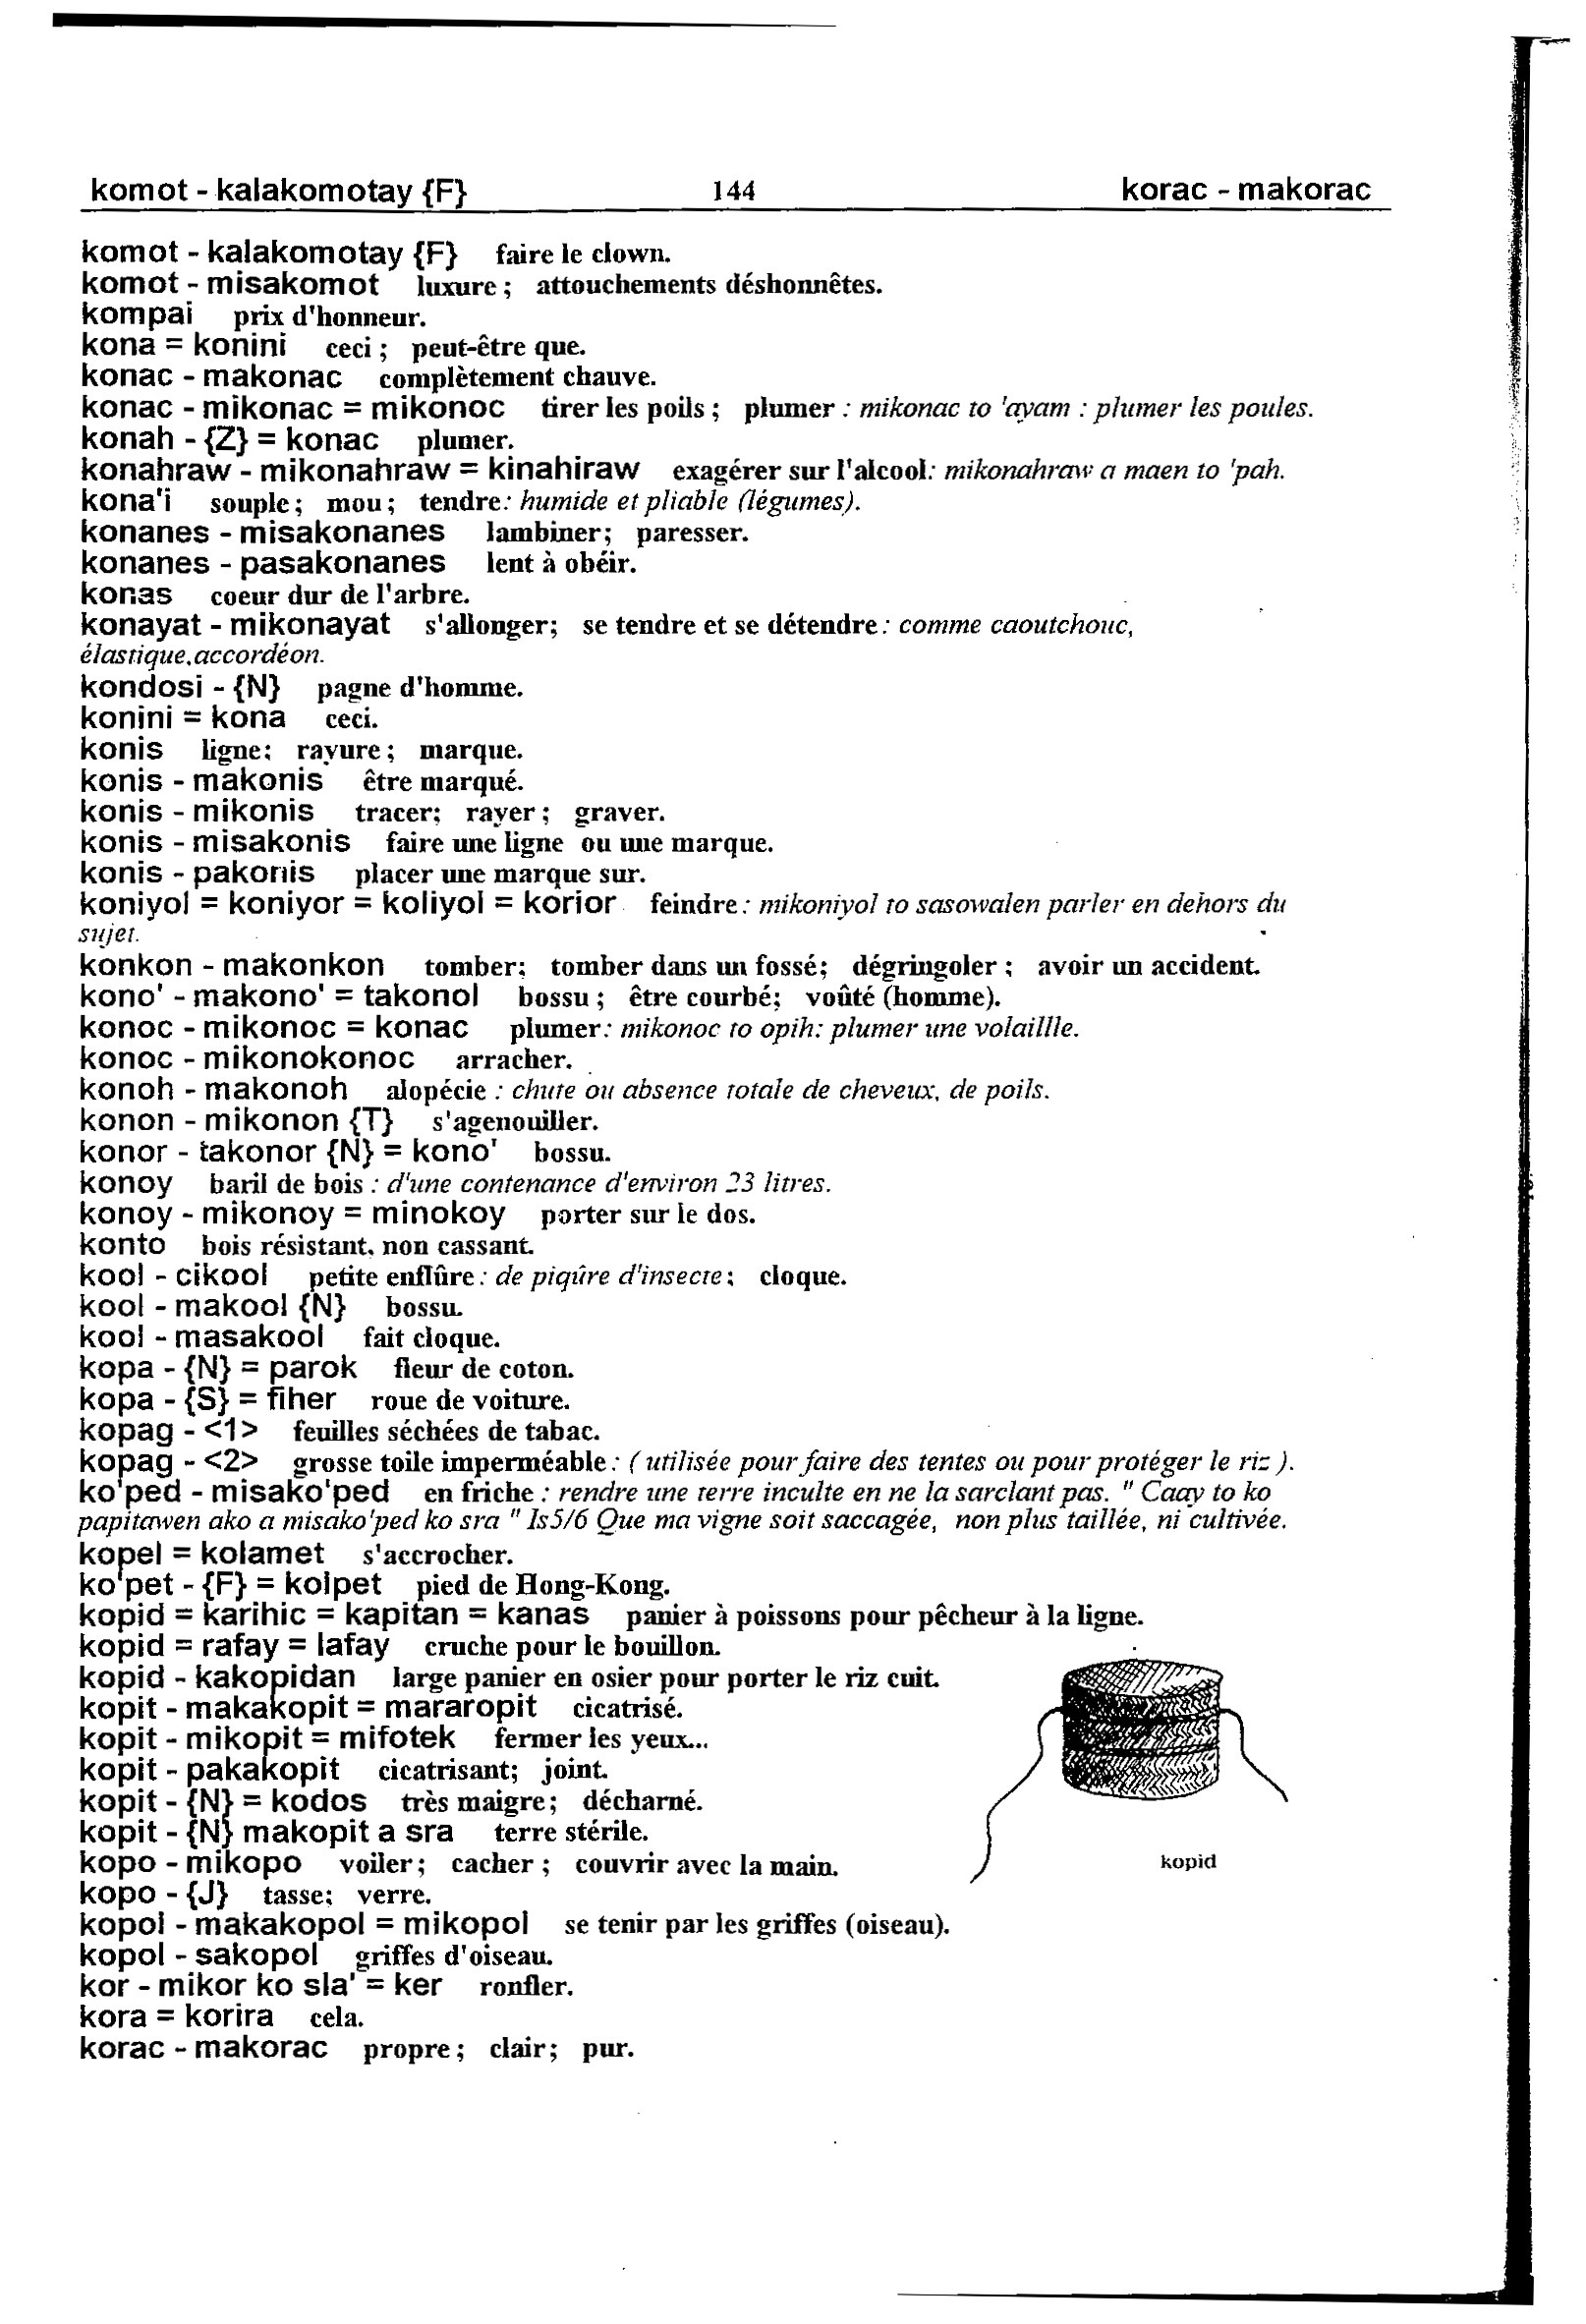 komot - kalakomotay {F} 144 korac - makorac
komot - kalakomotay {F} faire le clown.
komot - misakomot luxure ; attouchements déshonnêtes.
kompai prix d'honneur.
kona = konini ceci ; peut-être que.
konac - makonac complètement chauve.
konac - mikonac = mikonoc tirer les poils ; plumer : mikonac to 'ayam : plumer les poules.
konah - {Z} = konac plumer.
konahraw - mikonahraw = kinahiraw exagérer sur l'alcool: mikonahraw a maen to 'pah.
kona'i souple ; mou ; tendre: humide et pliable (légumes).
konanes - misakonanes lambiner; paresser.
konanes - pasakonanes lent à obéir.
konas coeur dur de l'arbre.
konayat - mikonayat s'allonger; se tendre et se détendre: comme caoutchouc,
élastique,accordéon.
kondosi - {N} pagne d'homme.
konini = kona ceci.
konis ligne; rayure ; marque.
konis - makonis être marqué.
konis - mikonis tracer; rayer ; graver.
konis - misakonis faire une ligne ou une marque.
konis - pakonis placer une marque sur.
koniyol = koniyor = koliyol = korior feindre: mikoniyol to sasowalen parler en dehors du
sujet.
konkon - makonkon tomber; tomber dans un fossé; dégringoler ; avoir un accident.
kono' - makono' = takonol bossu ; être courbé; voûté (homme).
konoc - mikonoc = konac plumer: mikonoc to opih: plumer une volaillle.
konoc - mikonokonoc arracher.
konoh - makonoh alopécie : chute ou absence totale de cheveux, de poils.
konon - mikonon {T} s'agenouiller.
konor - takonor {N} = kono' bossu.
konoy baril de bois : d'une contenance d'environ 23 litres.
konoy - mikonoy = minokoy porter sur le dos.
konto bois résistant, non cassant.
kool - cikool petite enflûre: de piqûre d'insecte; cloque.
kool - makool {N} bossu.
kool - masakool fait cloque.
kopa - {N} = parok fleur de coton.
kopa - {S} = fiher roue de voiture.
kopag - <1> feuilles séchées de tabac.
kopag - <2> grosse toile imperméable: ( utilisée pour faire des tentes ou pour protéger le riz ).
ko'ped - misako'ped en friche : rendre une terre inculte en ne la sarclant pas. " Caay to ko
papitawen ako a misako'ped ko sra " Is5/6 Que ma vigne soit saccagée, non plus taillée, ni cultivée.
kopel = kolamet s'accrocher.
ko'pet - {F} = kolpet pied de Hong-Kong.
kopid = karihic = kapitan = kanas panier à poissons pour pêcheur à la ligne.
kopid = rafay = lafay cruche pour le bouillon.
kopid - kakopidan large panier en osier pour porter le riz cuit.
kopit - makakopit = mararopit cicatrisé.
kopit - mikopit = mifotek fermer les yeux...
kopit - pakakopit cicatrisant; joint.
kopit - {N} = kodos très maigre; décharné.
kopit - {N} makopit a sra terre stérile.
kopo - mikopo voiler; cacher ; couvrir avec la main.
kopid
kopo - {J} tasse; verre.
kopol - makakopol = mikopol se tenir par les griffes (oiseau).
kopol - sakopol griffes d'oiseau.
kor - mikor ko sla' = ker ronfler.
kora = korira cela.
korac - makorac propre ; clair; pur.